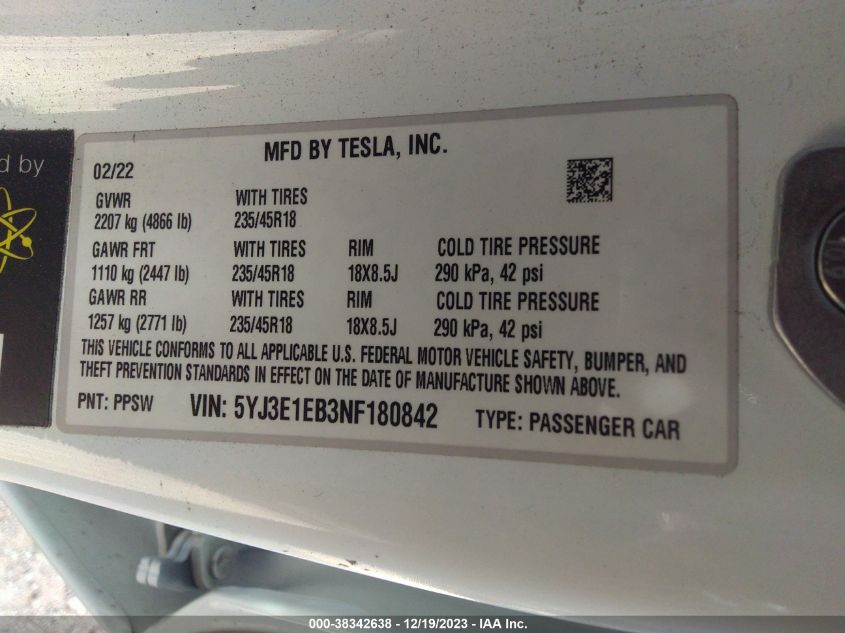 d by
MFD BY TESLA, INC.
02/22
GVWR WITH TIRES
2207 kg (4866 lb) 235/45R18
GAWR FRT WITH TIRES RIM COLD TIRE PRESSURE
1110 kg (2447 lb) 235/45R18 18X8.5J 290 kPa, 42 psi
GAWR RR WITH TIRES RIM COLD TIRE PRESSURE
1257 kg (2771 lb) 235/45R18 18X8.5J 290 kPa, 42 psi
THIS VEHICLE CONFORMS TO ALL APPLICABLE U.S. FEDERAL MOTOR VEHICLE SAFETY, BUMPER, AND
THEFT PREVENTION STANDARDS IN EFFECT ON THE DATE OF MANUFACTURE SHOWN ABOVE.
PNT: PPSW VIN: 5YJ3E1EB3NF180842 TYPE: PASSENGER CAR
000-38342638 - 12/19/2023 - IAA Inc.